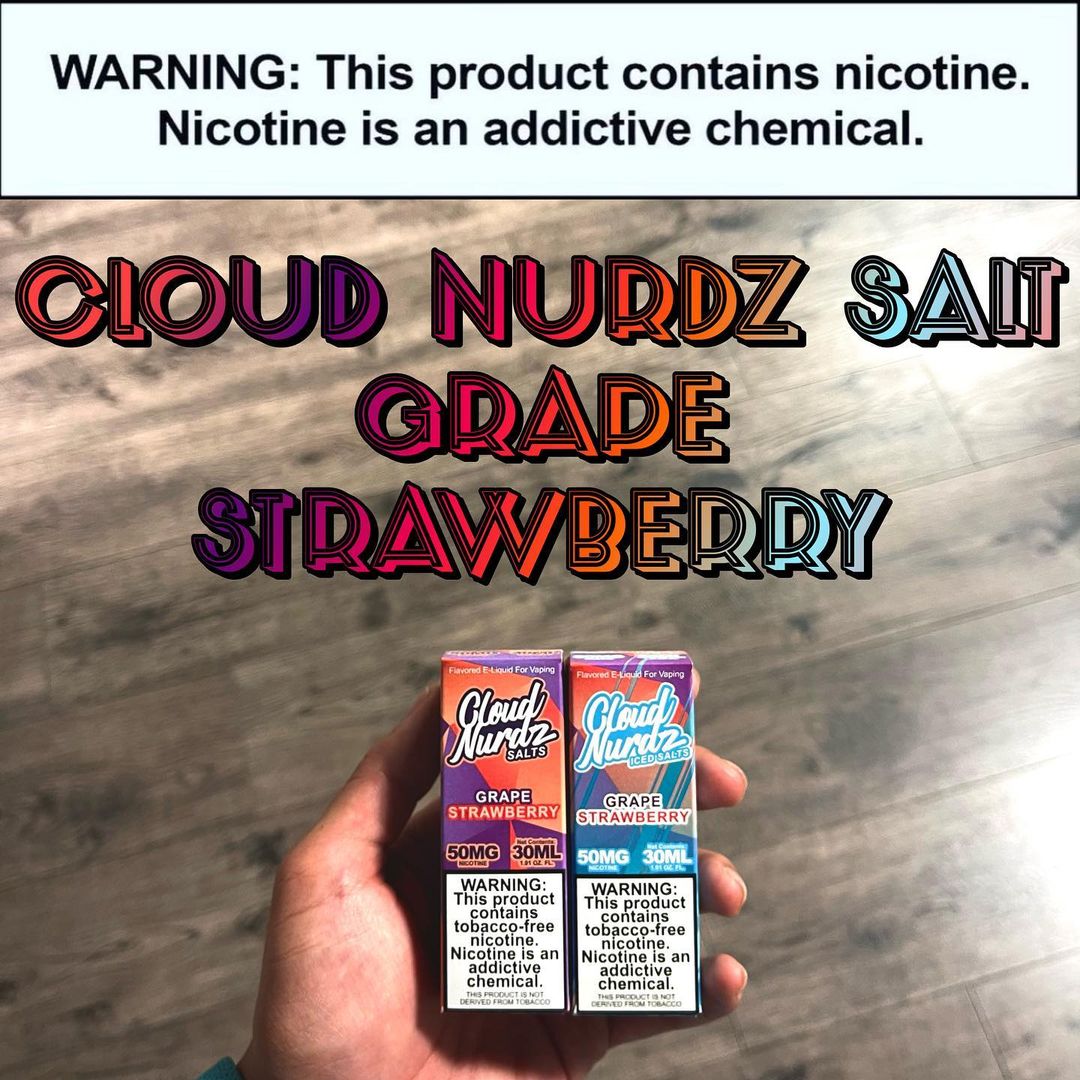 WARNING: This product contains nicotine.
Nicotine is an addictive chemical.
CLOUD NURDZ SALT
GRAPE
STRAWBERRY
Flavored E-Liquid For Vaping
Cloud
Nurdz
SALTS
GRAPE
STRAWBERRY
50MG
NICOTINE
Net Contents:
30ML
1.91 OZ. FL.
WARNING:
This product
contains
tobacco-free
nicotine.
Nicotine is an
addictive
chemical.
THIS PRODUCT IS NOT
DERIVED FROM TOBACCO
Flavored E-Liquid For Vaping
Cloud
Nurdz
ICED SALTS
GRAPE
STRAWBERRY
50MG
NICOTINE
Net Contents:
30ML
1.91 OZ. FL.
WARNING:
This product
contains
tobacco-free
nicotine.
Nicotine is an
addictive
chemical.
THIS PRODUCT IS NOT
DERIVED FROM TOBACCO